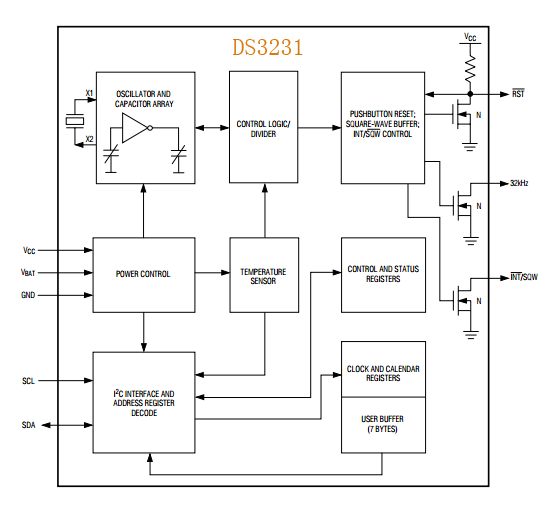 DS3231
VCC
X1
X2
OSCILLATOR AND
CAPACITOR ARRAY
CONTROL LOGIC/
DIVIDER
PUSHBUTTON RESET;
SQUARE-WAVE BUFFER;
INT/SQW CONTROL
N
RST
N
32kHz
N
INT/SQW
VCC
VBAT
GND
POWER CONTROL
TEMPERATURE
SENSOR
CONTROL AND STATUS
REGISTERS
SCL
SDA
I2C INTERFACE AND
ADDRESS REGISTER
DECODE
CLOCK AND CALENDAR
REGISTERS
USER BUFFER
(7 BYTES)